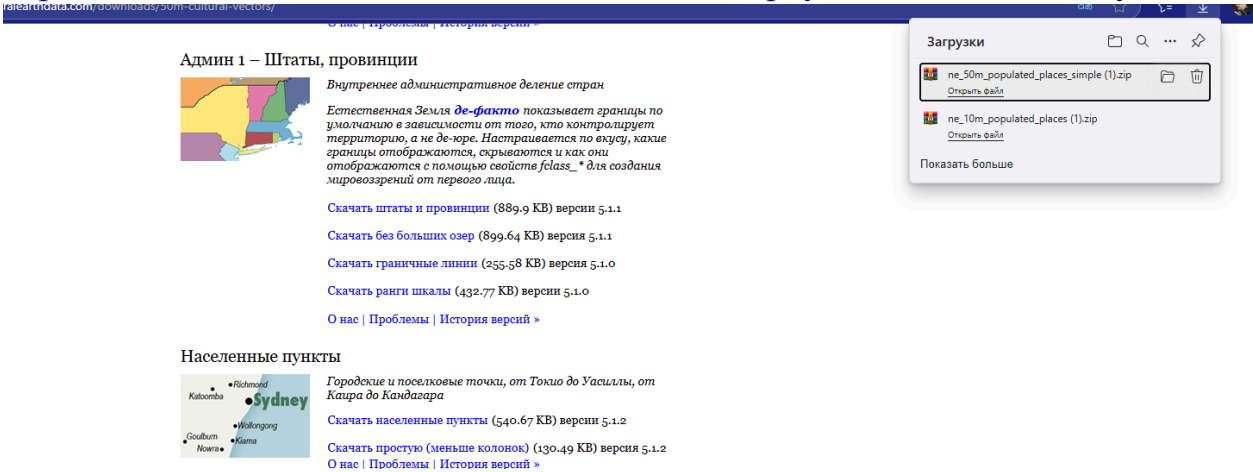 ralearthdata.com/downloads/50m-cultural-vectors/
О нас | Проблемы | История версий »
Загрузки
ne_50m_populated_places_simple (1).zip
Открыть файл
ne_10m_populated_places (1).zip
Открыть файл
Показать больше
Админ 1 – Штаты, провинции
Внутреннее административное деление стран
Естественная Земля де-факто показывает границы по
умолчанию в зависимости от того, кто контролирует
территорию, а не де-юре. Настраивается по вкусу, какие
границы отображаются, скрываются и как они
отображаются с помощью свойств fclass_* для создания
мировоззрений от первого лица.
Скачать штаты и провинции (889.9 KB) версии 5.1.1
Скачать без больших озер (899.64 KB) версия 5.1.1
Скачать граничные линии (255.58 KB) версия 5.1.0
Скачать ранги шкалы (432.77 KB) версии 5.1.0
О нас | Проблемы | История версий »
Населенные пункты
Richmond
Katoomba
Sydney
Wollongong
Goulburn
Kiama
Nowra
Городские и поселковые точки, от Токио до Уасиллы, от
Каира до Кандагара
Скачать населенные пункты (540.67 KB) версии 5.1.2
Скачать простую (меньше колонок) (130.49 KB) версия 5.1.2
О нас | Проблемы | История версий »